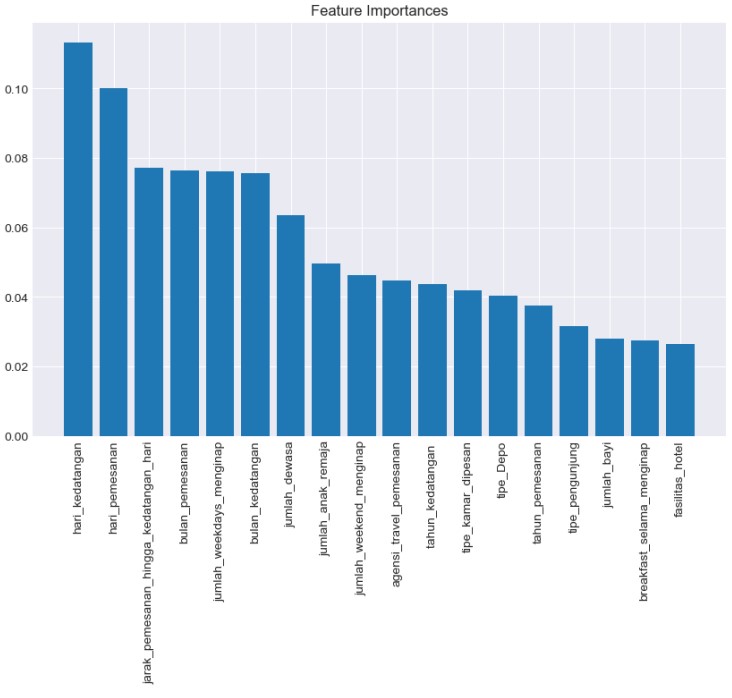 Feature Importances
0.10
0.08
0.06
0.04
0.02
0.00
hari_kedatangan
hari_pemesanan
jarak_pemesanan_hingga_kedatangan_hari
bulan_pemesanan
jumlah_weekdays_menginap
bulan_kedatangan
jumlah_dewasa
jumlah_anak_remaja
jumlah_weekend_menginap
agensi_travel_pemesanan
tahun_kedatangan
tipe_kamar_dipesan
tipe_Depo
tahun_pemesanan
tipe_pengunjung
jumlah_bayi
breakfast_selama_menginap
fasilitas_hotel